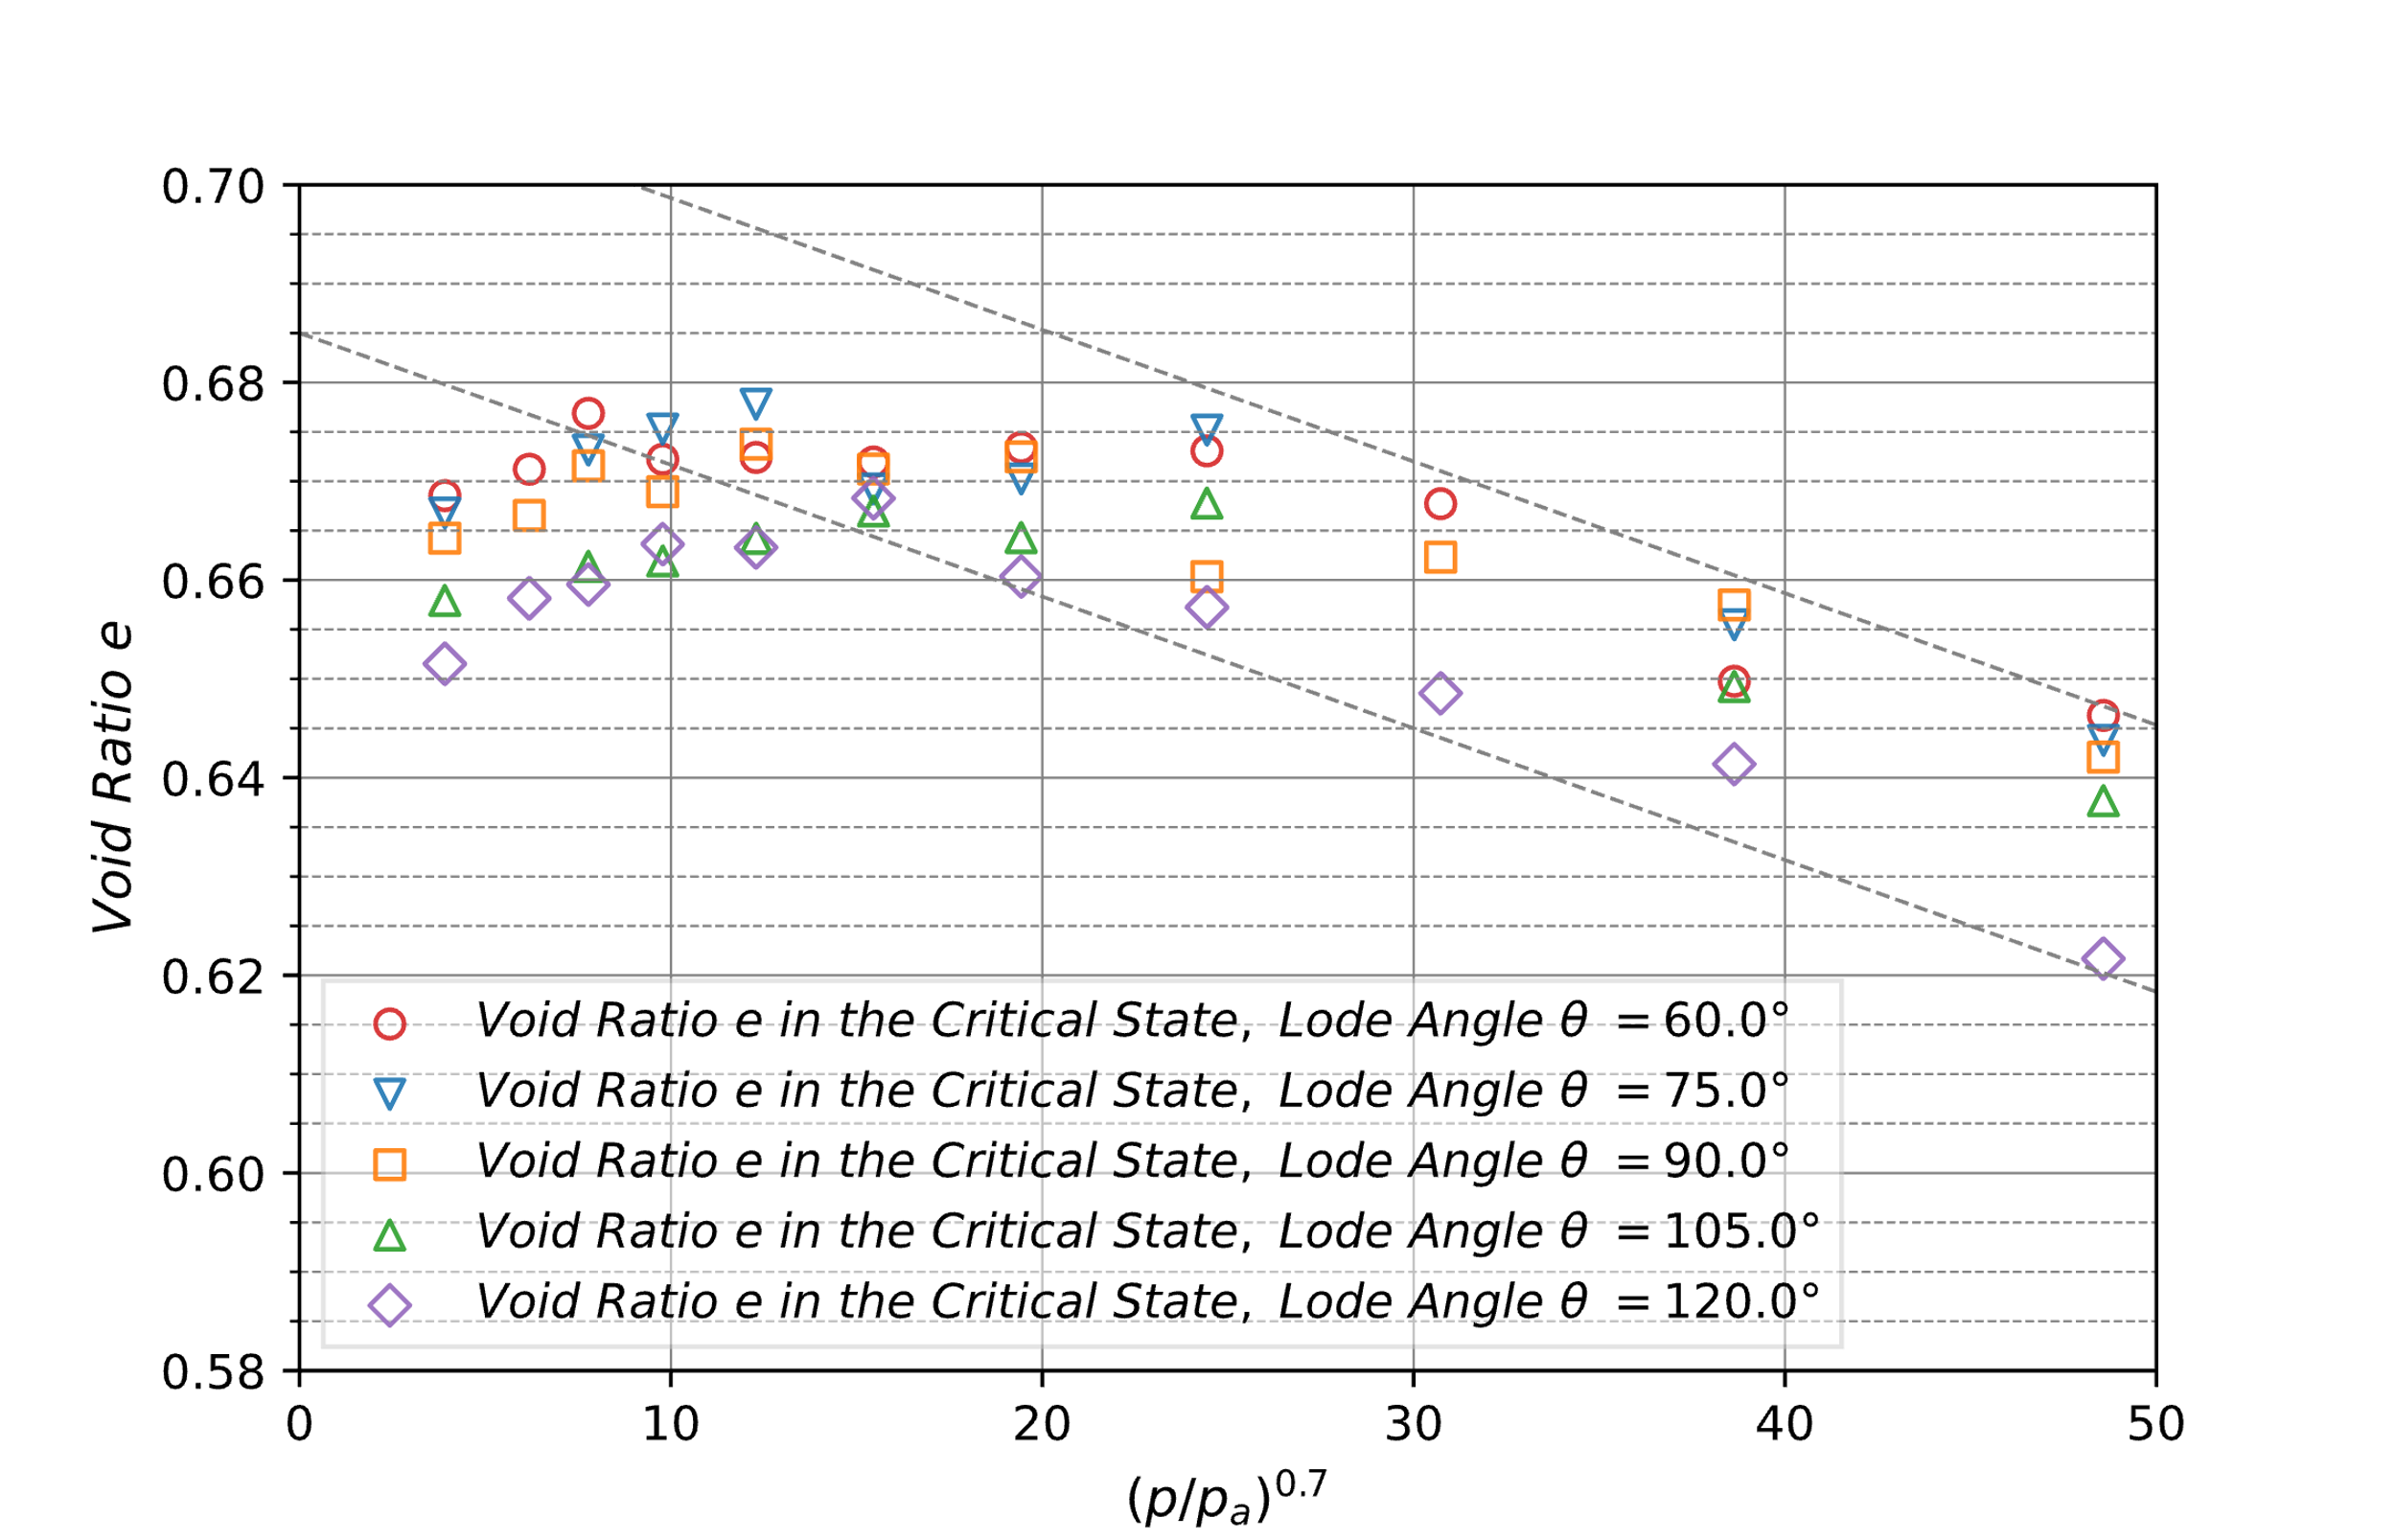 0.70
0.68
0.66
0.64
0.62
0.60
0.58
Void Ratio e
Void Ratio e in the Critical State, Lode Angle θ = 60.0°
Void Ratio e in the Critical State, Lode Angle θ = 75.0°
Void Ratio e in the Critical State, Lode Angle θ = 90.0°
Void Ratio e in the Critical State, Lode Angle θ = 105.0°
Void Ratio e in the Critical State, Lode Angle θ = 120.0°
0 10 20 30 40 50
(p/pₐ)⁰·⁷